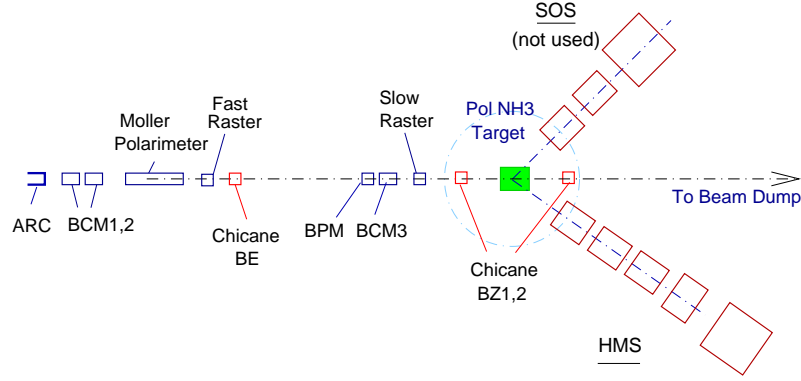 SOS
(not used)
Slow
Raster
Pol NH3
Target
Fast
Raster
Moller
Polarimeter
To Beam Dump
ARC
BCM1,2
Chicane
BE
BPM
BCM3
Chicane
BZ1,2
HMS